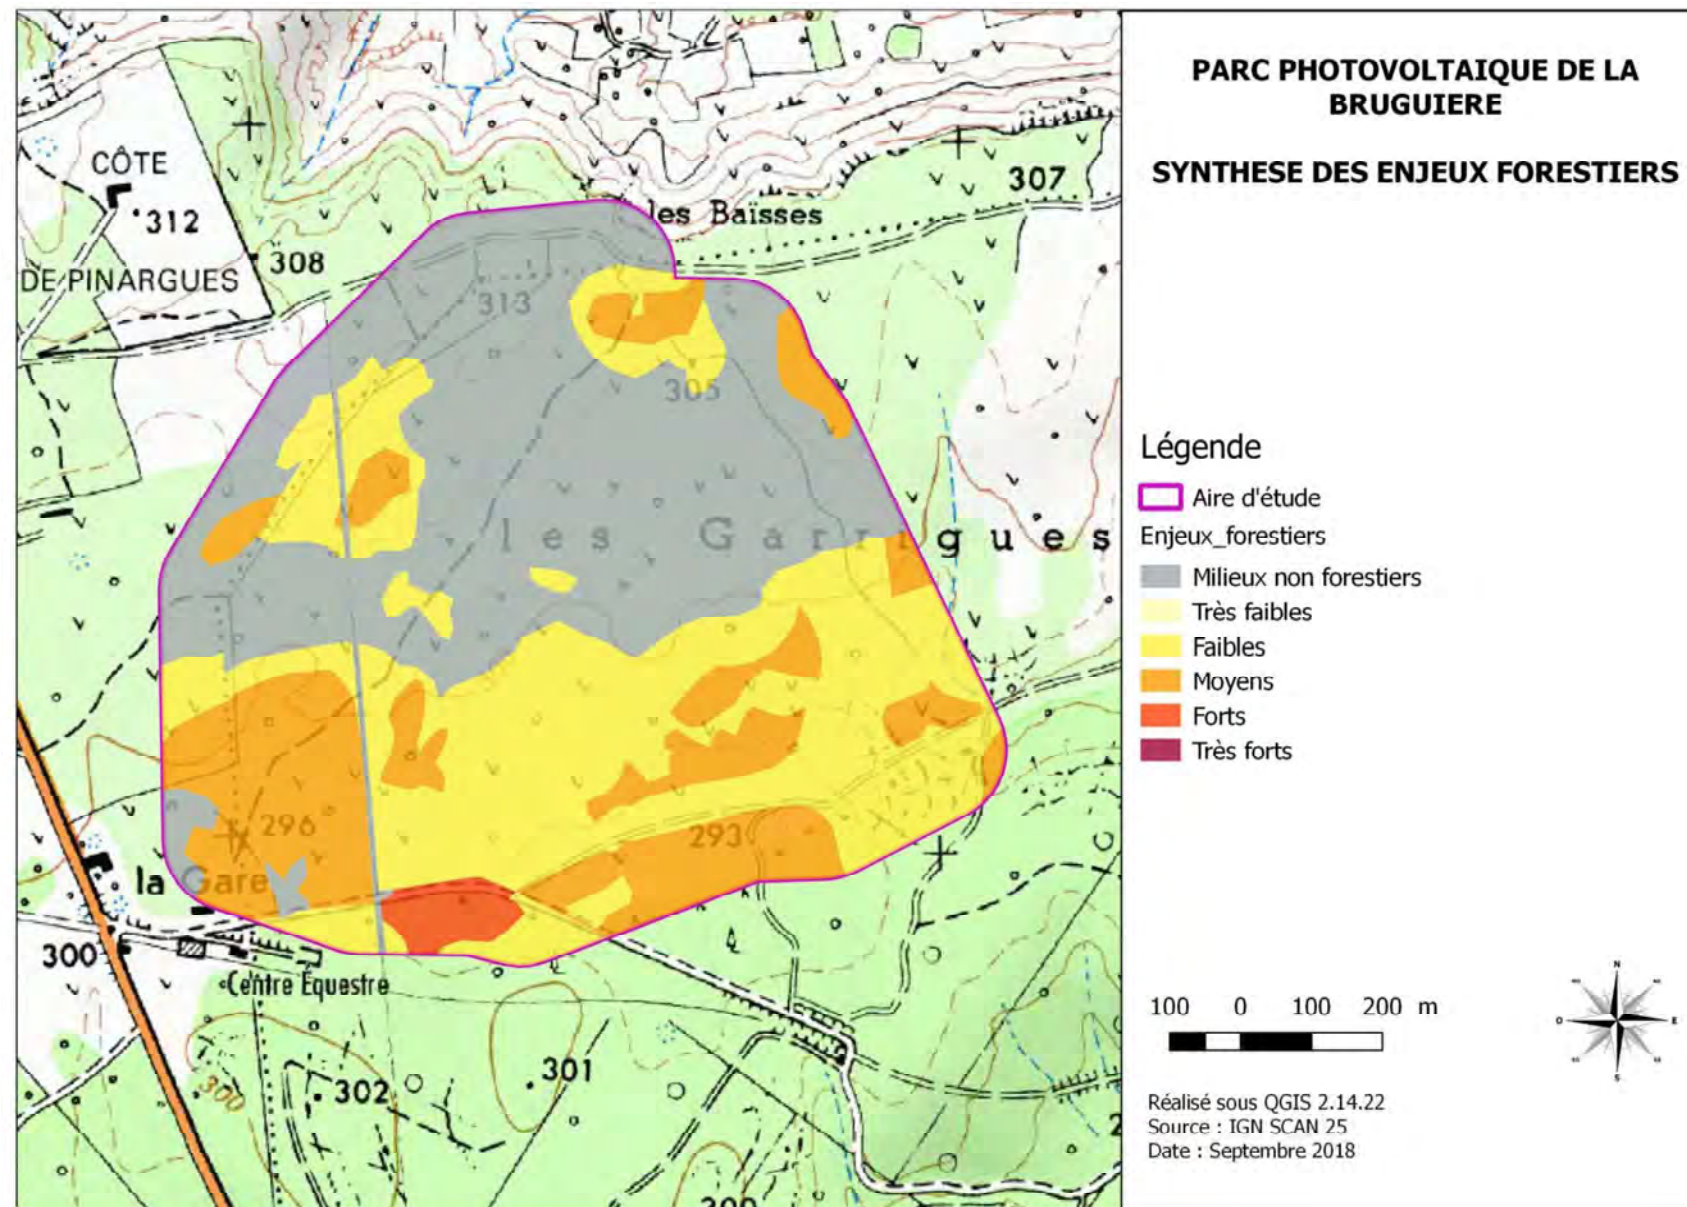 PARC PHOTOVOLTAIQUE DE LA
BRUGUIERE
SYNTHESE DES ENJEUX FORESTIERS
CÔTE
312
DE PINARGUES
308
les Baïsses
307
313
305
les Garrigues
296
293
la Gare
300
Centre Équestre
300
302
301
Légende
Aire d'étude
Enjeux_forestiers
Milieux non forestiers
Très faibles
Faibles
Moyens
Forts
Très forts
100 0 100 200 m
N
O E
S
Réalisé sous QGIS 2.14.22
Source : IGN SCAN 25
Date : Septembre 2018